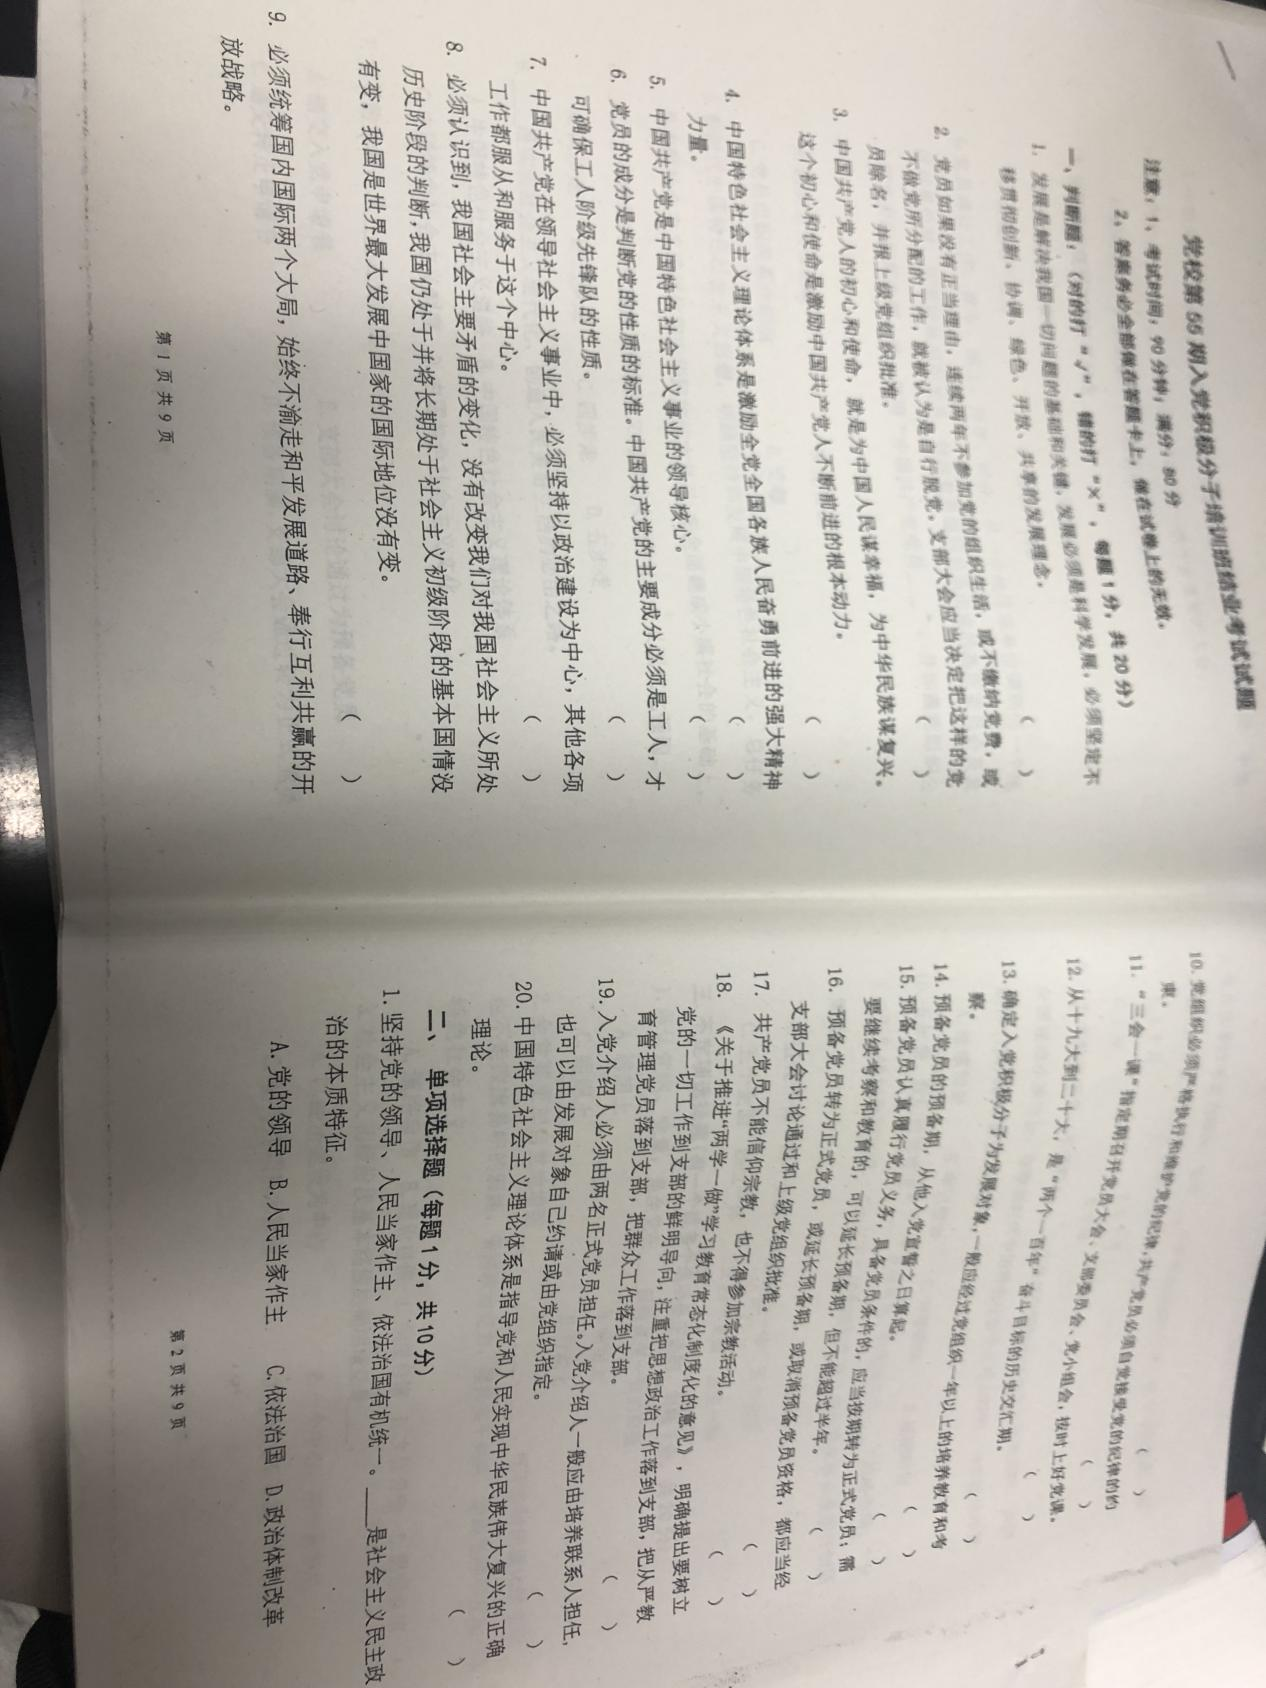 党校第 55 期入党积极分子培训班结业考试试题
注意：1、考试时间：90 分钟；满分：80 分
2、答案务必全部做在答题卡上，做在试卷上的无效。
一、判断题：（对的打“√”，错的打“×”，每题 1 分，共 20 分）
1. 发展是解决我国一切问题的基础和关键，发展必须是科学发展，必须坚定不
移贯彻创新、协调、绿色、开放、共享的发展理念。 （ ）
2. 党员如果没有正当理由，连续两年不参加党的组织生活，或不缴纳党费，或
不做党所分配的工作，就被认为是自行脱党。支部大会应当决定把这样的党
员除名，并报上级党组织批准。 （ ）
3. 中国共产党人的初心和使命，就是为中国人民谋幸福，为中华民族谋复兴。
这个初心和使命是激励中国共产党人不断前进的根本动力。 （ ）
4. 中国特色社会主义理论体系是激励全党全国各族人民奋勇前进的强大精神
力量。 （ ）
5. 中国共产党是中国特色社会主义事业的领导核心。 （ ）
6. 党员的成分是判断党的性质的标准。中国共产党的主要成分必须是工人，才
可确保工人阶级先锋队的性质。 （ ）
7. 中国共产党在领导社会主义事业中，必须坚持以政治建设为中心，其他各项
工作都服从和服务于这个中心。 （ ）
8. 必须认识到，我国社会主要矛盾的变化，没有改变我们对我国社会主义所处
历史阶段的判断，我国仍处于并将长期处于社会主义初级阶段的基本国情没
有变，我国是世界最大发展中国家的国际地位没有变。 （ ）
9. 必须统筹国内国际两个大局，始终不渝走和平发展道路、奉行互利共赢的开
放战略。
第 1 页 共 9 页
10. 党组织必须严格执行和维护党的纪律，共产党员必须自觉接受党的纪律的约
束。 （ ）
11. “三会一课”指定期召开党员大会、支部委员会、党小组会，按时上好党课。
（ ）
12. 从十九大到二十大，是“两个一百年”奋斗目标的历史交汇期。 （ ）
13. 确定入党积极分子为发展对象，一般应经过党组织一年以上的培养教育和考
察。 （ ）
14. 预备党员的预备期，从他入党宣誓之日算起。 （ ）
15. 预备党员认真履行党员义务，具备党员条件的，应当按期转为正式党员；需
要继续考察和教育的，可以延长预备期，但不能超过半年。 （ ）
16. 预备党员转为正式党员，或延长预备期，或取消预备党员资格，都应当经
支部大会讨论通过和上级党组织批准。 （ ）
17. 共产党员不能信仰宗教，也不得参加宗教活动。 （ ）
18. 《关于推进“两学一做”学习教育常态化制度化的意见》，明确提出要树立
党的一切工作到支部的鲜明导向，注重把思想政治工作落到支部，把从严教
育管理党员落到支部，把群众工作落到支部。 （ ）
19. 入党介绍人必须由两名正式党员担任。入党介绍人一般应由培养联系人担任，
也可以由发展对象自己约请或由党组织指定。 （ ）
20. 中国特色社会主义理论体系是指导党和人民实现中华民族伟大复兴的正确
理论。 （ ）
二、 单项选择题（每题 1 分，共 10 分）
1. 坚持党的领导、人民当家作主、依法治国有机统一。____是社会主义民主政
治的本质特征。
A. 党的领导 B. 人民当家作主 C. 依法治国 D. 政治体制改革
第 2 页 共 9 页